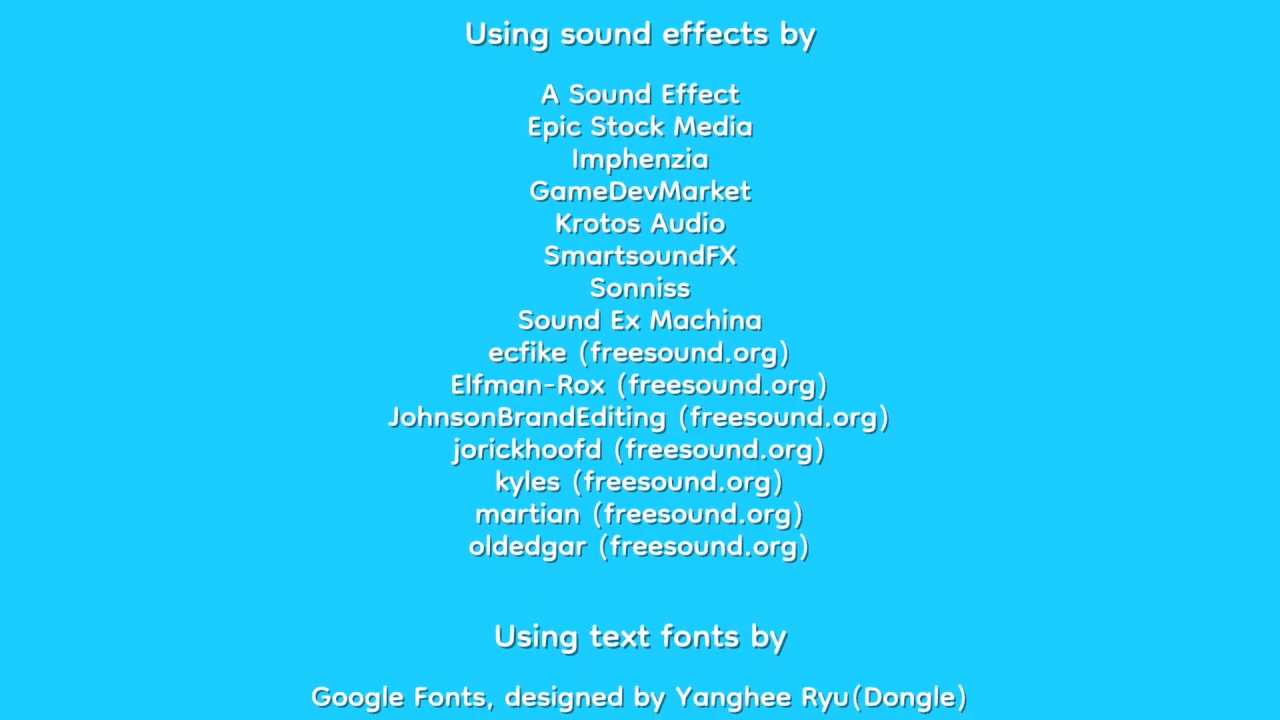 Using sound effects by
A Sound Effect
Epic Stock Media
Imphenzia
GameDevMarket
Krotos Audio
SmartsoundFX
Sonniss
Sound Ex Machina
ecfike (freesound.org)
Elfman-Rox (freesound.org)
JohnsonBrandEditing (freesound.org)
jorickhoofd (freesound.org)
kyles (freesound.org)
martian (freesound.org)
oldedgar (freesound.org)
Using text fonts by
Google Fonts, designed by Yanghee Ryu(Dongle)